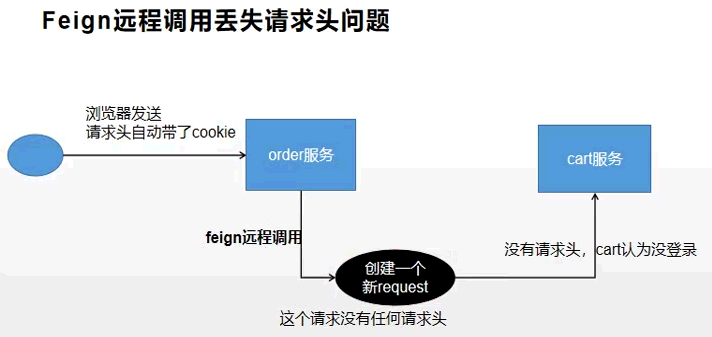 Feign远程调用丢失请求头问题
浏览器发送
请求头自动带了cookie
order服务
cart服务
feign远程调用
没有请求头，cart认为没登录
创建一个
新request
这个请求没有任何请求头